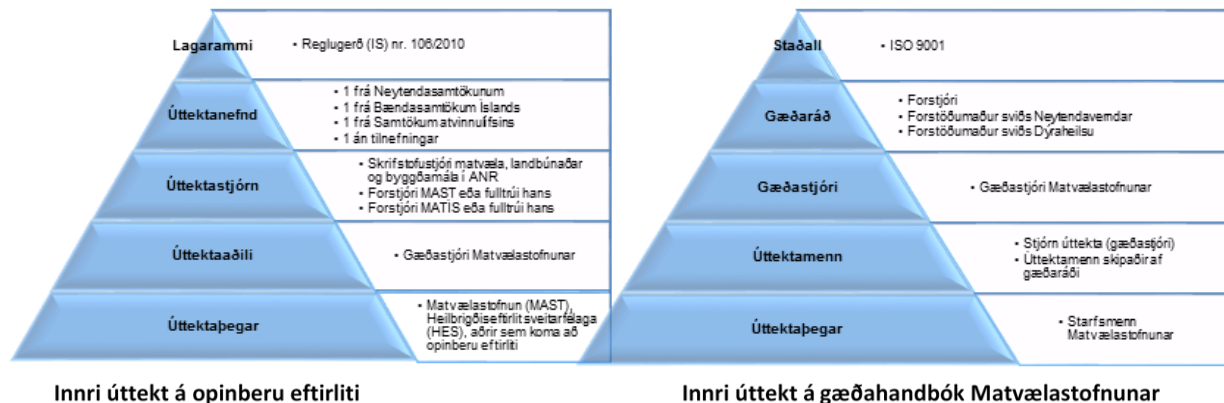 Lagarammi
• Reglugerð (IS) nr. 106/2010
Úttektanefnd
• 1 frá Neytendasamtökunum
• 1 frá Bændasamtökum Íslands
• 1 frá Samtökum atvinnulífsins
• 1 án tilnefningar
Úttektastjórn
• Skrifstofustjóri matvæla, landbúnaðar
og byggðamála í ANR
• Forstjóri MAST eða fulltrúi hans
• Forstjóri MATIS eða fulltrúi hans
Úttektaaðili
• Gæðastjóri Matvælastofnunar
Úttektaþegar
• Matvælastofnun (MAST),
Heilbrigðiseftirlit sveitarfélaga
(HES), aðrir sem koma að
opinberu eftirliti
Innri úttekt á opinberu eftirliti
Staðall
• ISO 9001
Gæðaráð
• Forstjóri
• Forstöðumaður sviðs Neytendaverndar
• Forstöðumaður sviðs Dýraheilsu
Gæðastjóri
• Gæðastjóri Matvælastofnunar
Úttektamenn
• Stjórn úttekta (gæðastjóri)
• Úttektamenn skipaðir af
gæðaráði
Úttektaþegar
• Starfsmenn
Matvælastofnunar
Innri úttekt á gæðahandbók Matvælastofnunar